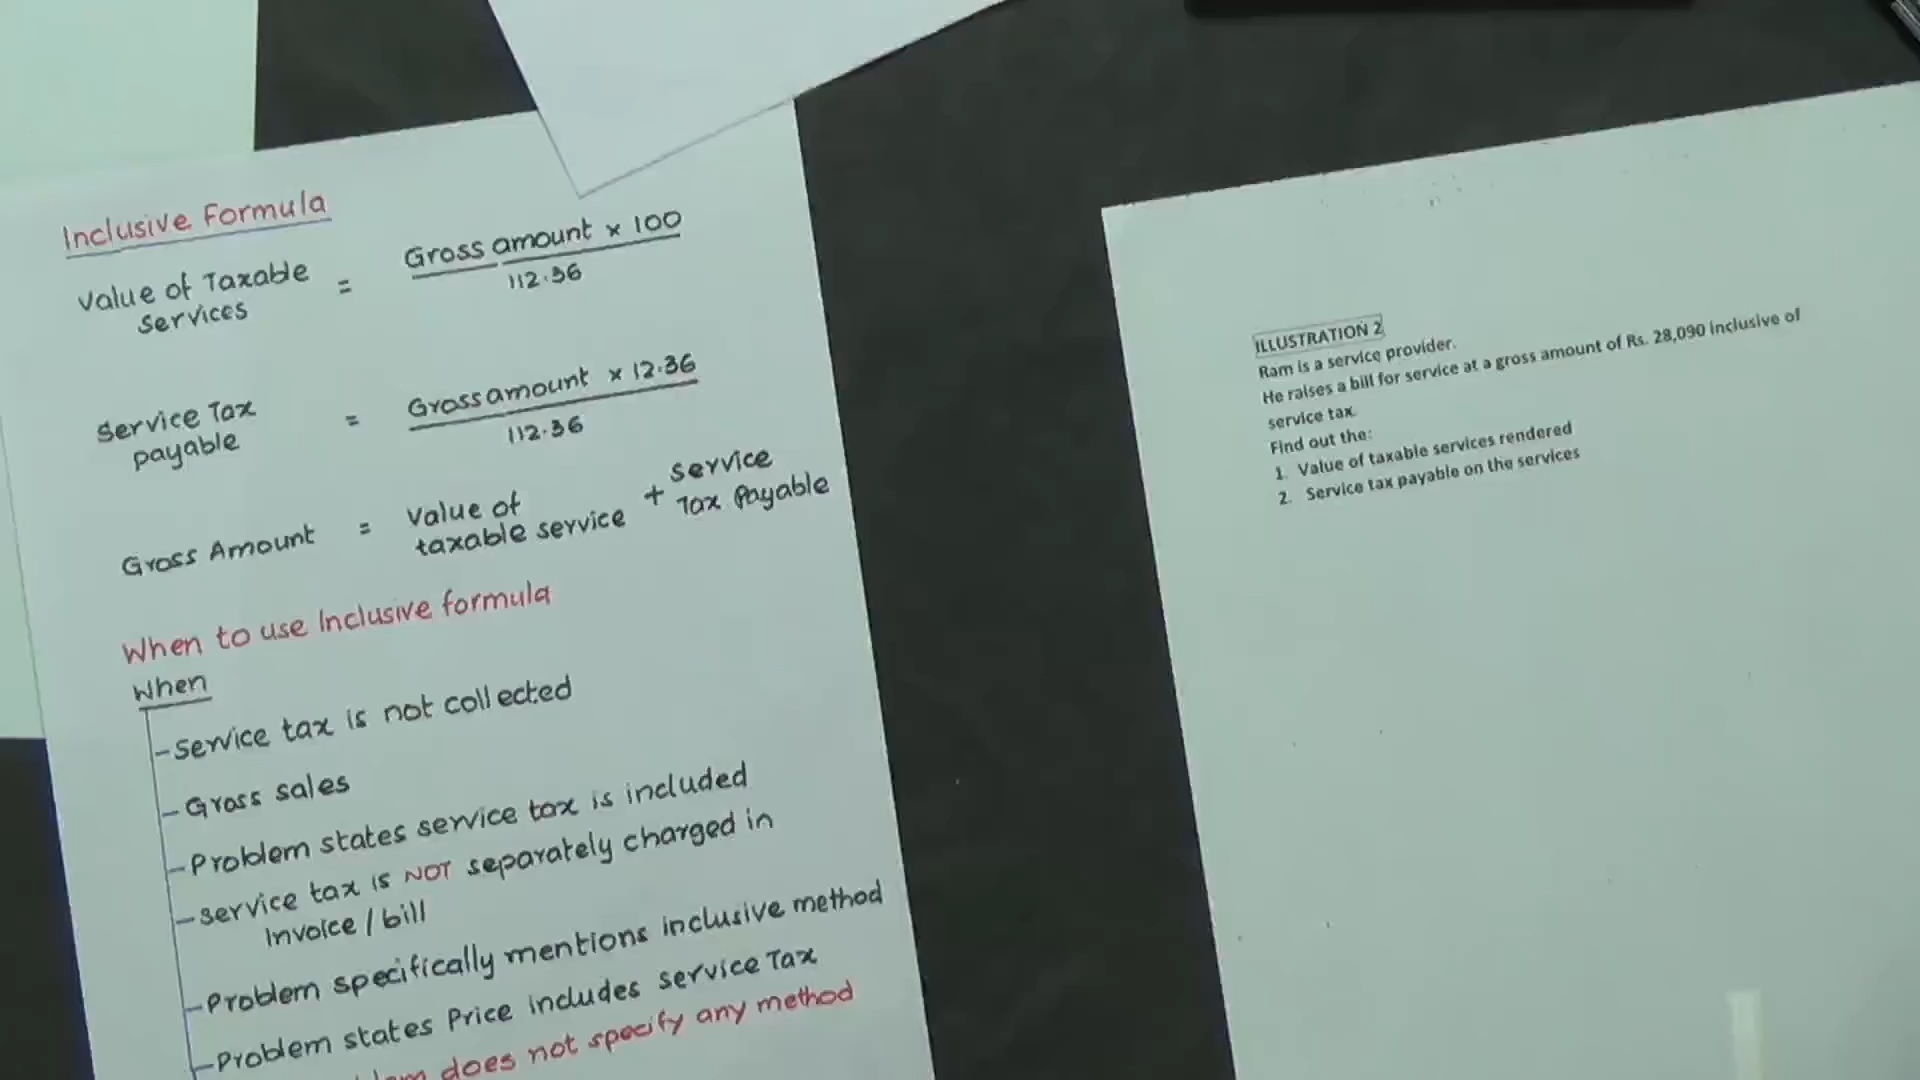 Inclusive Formula
Value of Taxable Services = Gross amount x 100
112.36
Service Tax payable = Gross amount x 12.36
112.36
Gross Amount = Value of taxable service + Service Tax Payable
When to use Inclusive formula
When
- Service tax is not collected
- Gross sales
- Problem states service tax is included
- Service tax is NOT separately charged in
Invoice / bill
- Problem specifically mentions inclusive method
- Problem states Price includes service Tax
does not specify any method
ILLUSTRATION 2
Ram is a service provider.
He raises a bill for service at a gross amount of Rs. 28,090 inclusive of
service tax.
Find out the:
1. Value of taxable services rendered
2. Service tax payable on the services